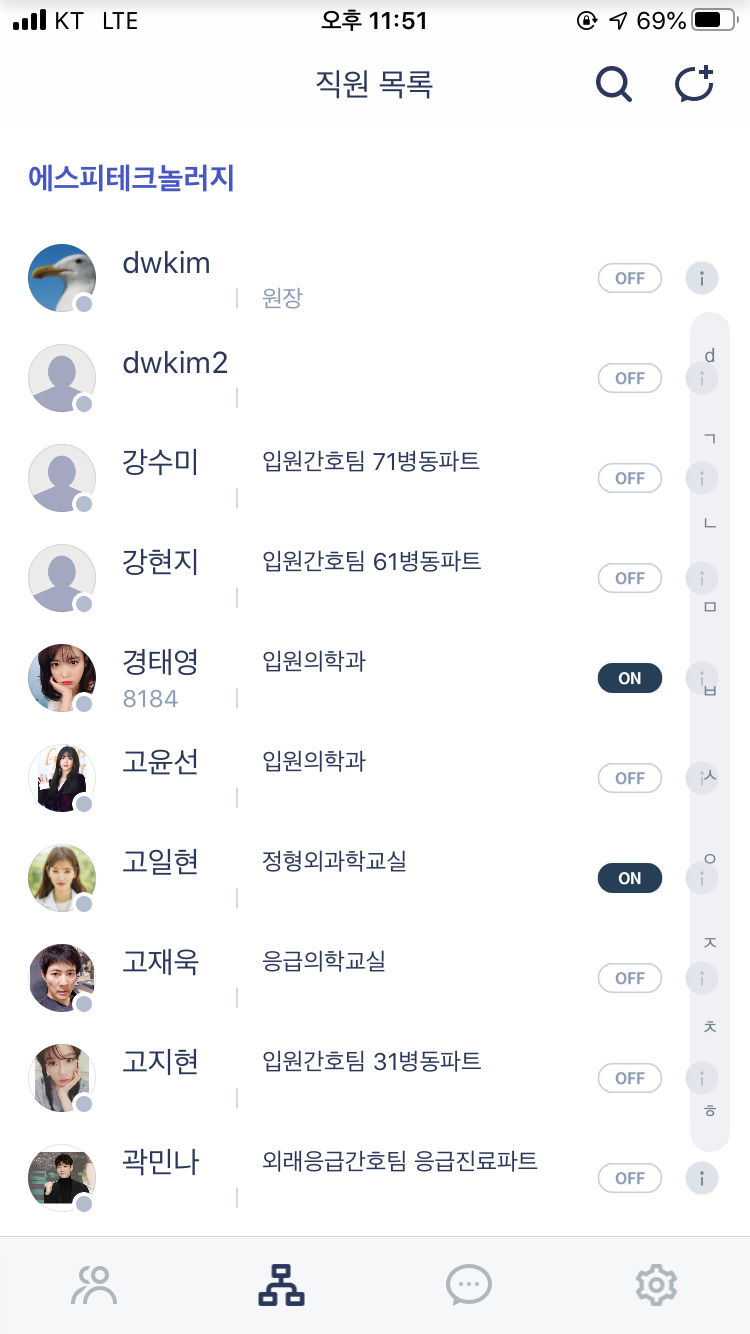 KT LTE 오후 11:51 69%
직원 목록
에스피테크놀러지
dwkim
원장
OFF
dwkim2
OFF
강수미 입원간호팀 71병동파트
OFF
강현지 입원간호팀 61병동파트
OFF
경태영 입원의학과
8184
ON
고윤선 입원의학과
OFF
고일현 정형외과학교실
ON
고재욱 응급의학교실
OFF
고지현 입원간호팀 31병동파트
OFF
곽민나 외래응급간호팀 응급진료파트
OFF
d
ㄱ
ㄴ
ㅁ
ㅂ
ㅅ
ㅇ
ㅈ
ㅊ
ㅎ